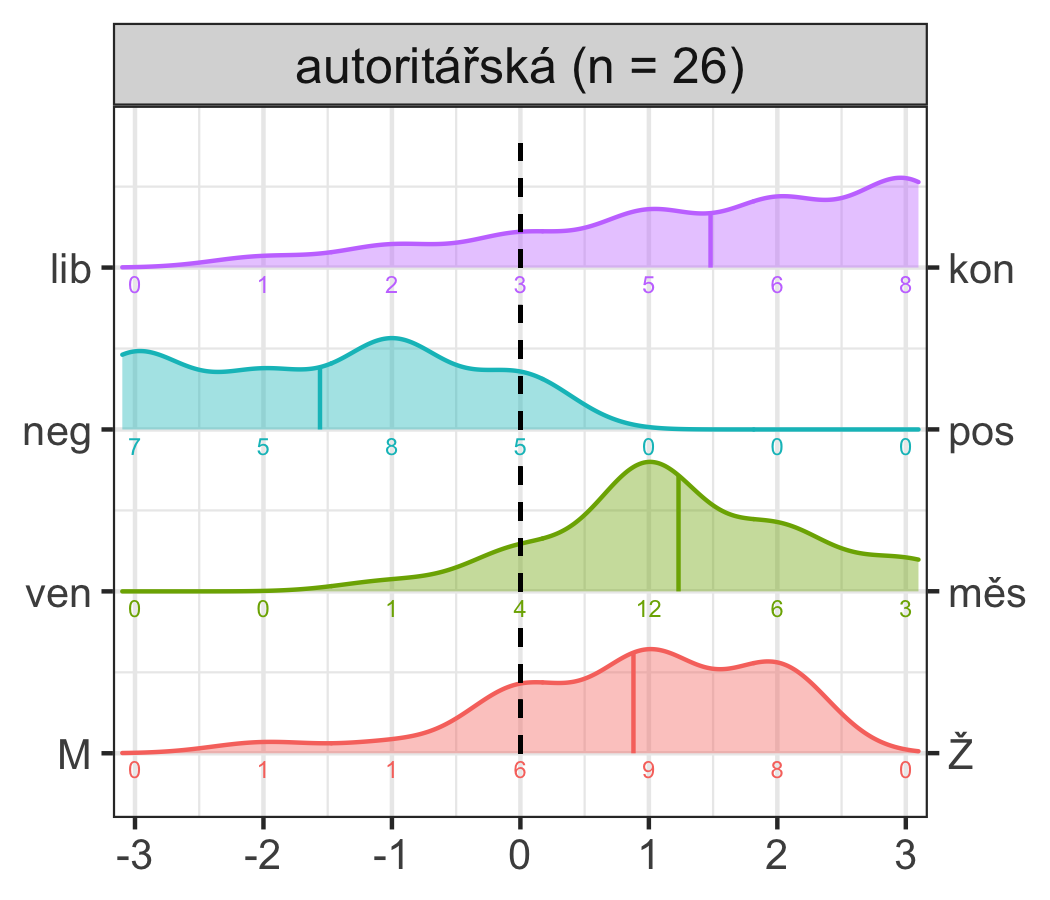 autoritářská (n = 26)
lib kon
0 1 2 3 5 6 8
neg pos
7 5 8 5 0 0 0
ven měs
0 0 1 4 12 6 3
M Ž
0 1 1 6 9 8 0
-3 -2 -1 0 1 2 3